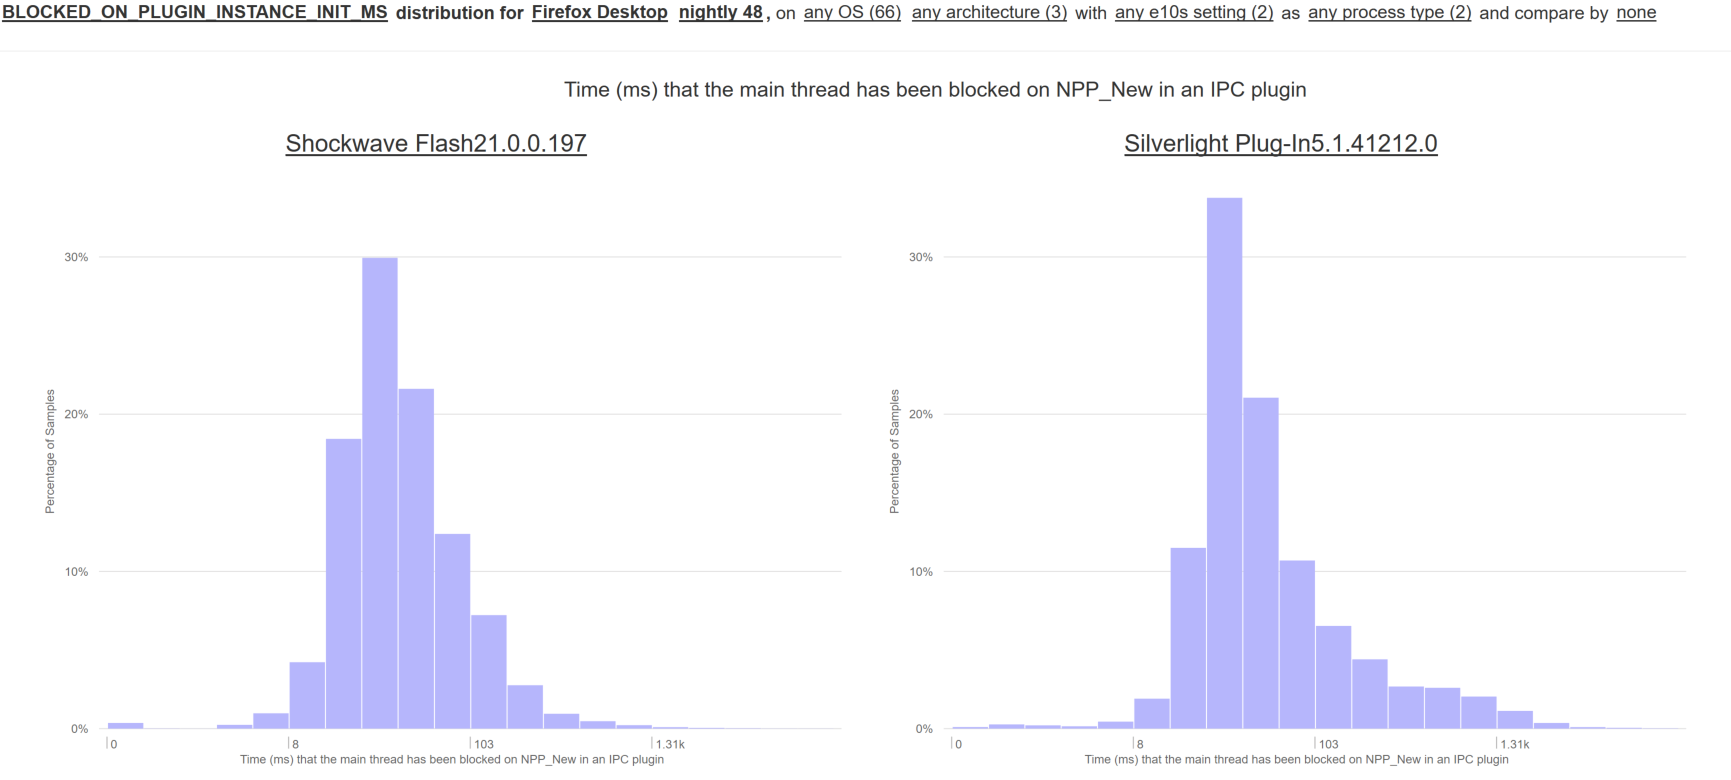 BLOCKED_ON_PLUGIN_INSTANCE_INIT_MS distribution for Firefox Desktop nightly 48, on any OS (66) any architecture (3) with any e10s setting (2) as any process type (2) and compare by none
Time (ms) that the main thread has been blocked on NPP_New in an IPC plugin
Shockwave Flash21.0.0.197
30%
20%
10%
0%
Percentage of Samples
0 8 103 1.31k
Time (ms) that the main thread has been blocked on NPP_New in an IPC plugin
Silverlight Plug-In5.1.41212.0
30%
20%
10%
0%
Percentage of Samples
0 8 103 1.31k
Time (ms) that the main thread has been blocked on NPP_New in an IPC plugin